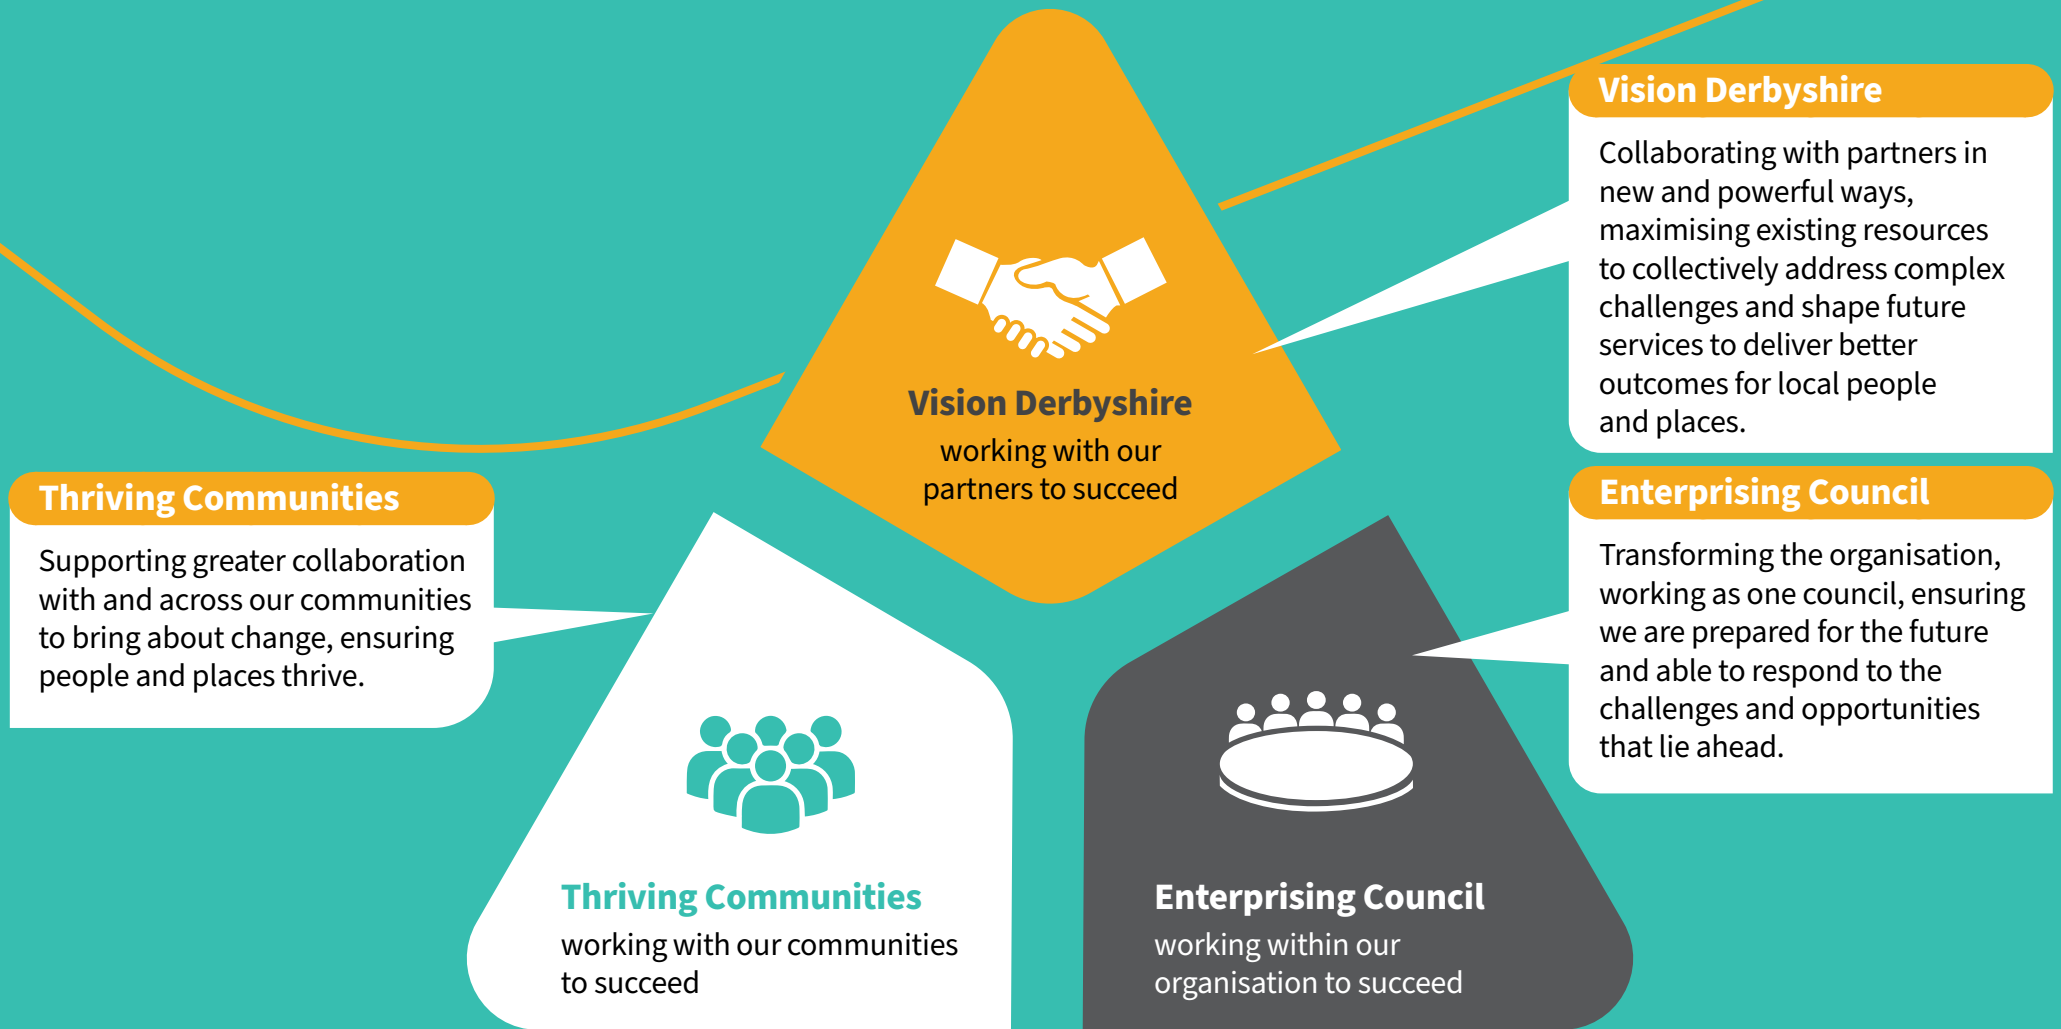 Vision Derbyshire
working with our
partners to succeed
Vision Derbyshire
Collaborating with partners in
new and powerful ways,
maximising existing resources
to collectively address complex
challenges and shape future
services to deliver better
outcomes for local people
and places.
Thriving Communities
Supporting greater collaboration
with and across our communities
to bring about change, ensuring
people and places thrive.
Enterprising Council
Transforming the organisation,
working as one council, ensuring
we are prepared for the future
and able to respond to the
challenges and opportunities
that lie ahead.
Thriving Communities
working with our communities
to succeed
Enterprising Council
working within our
organisation to succeed